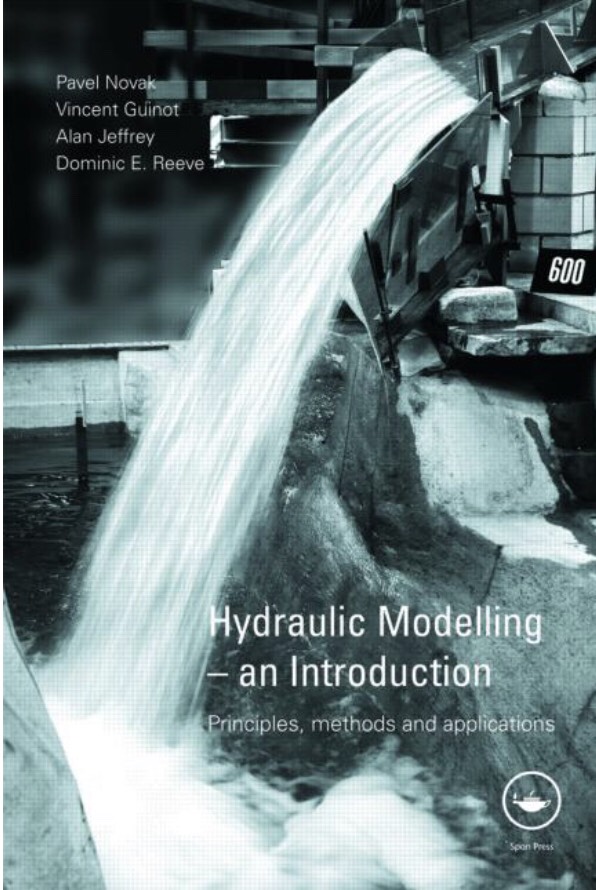 Pavel Novak
Vincent Guinot
Alan Jeffrey
Dominic E. Reeve
600
Hydraulic Modelling
– an Introduction
Principles, methods and applications
Spon Press